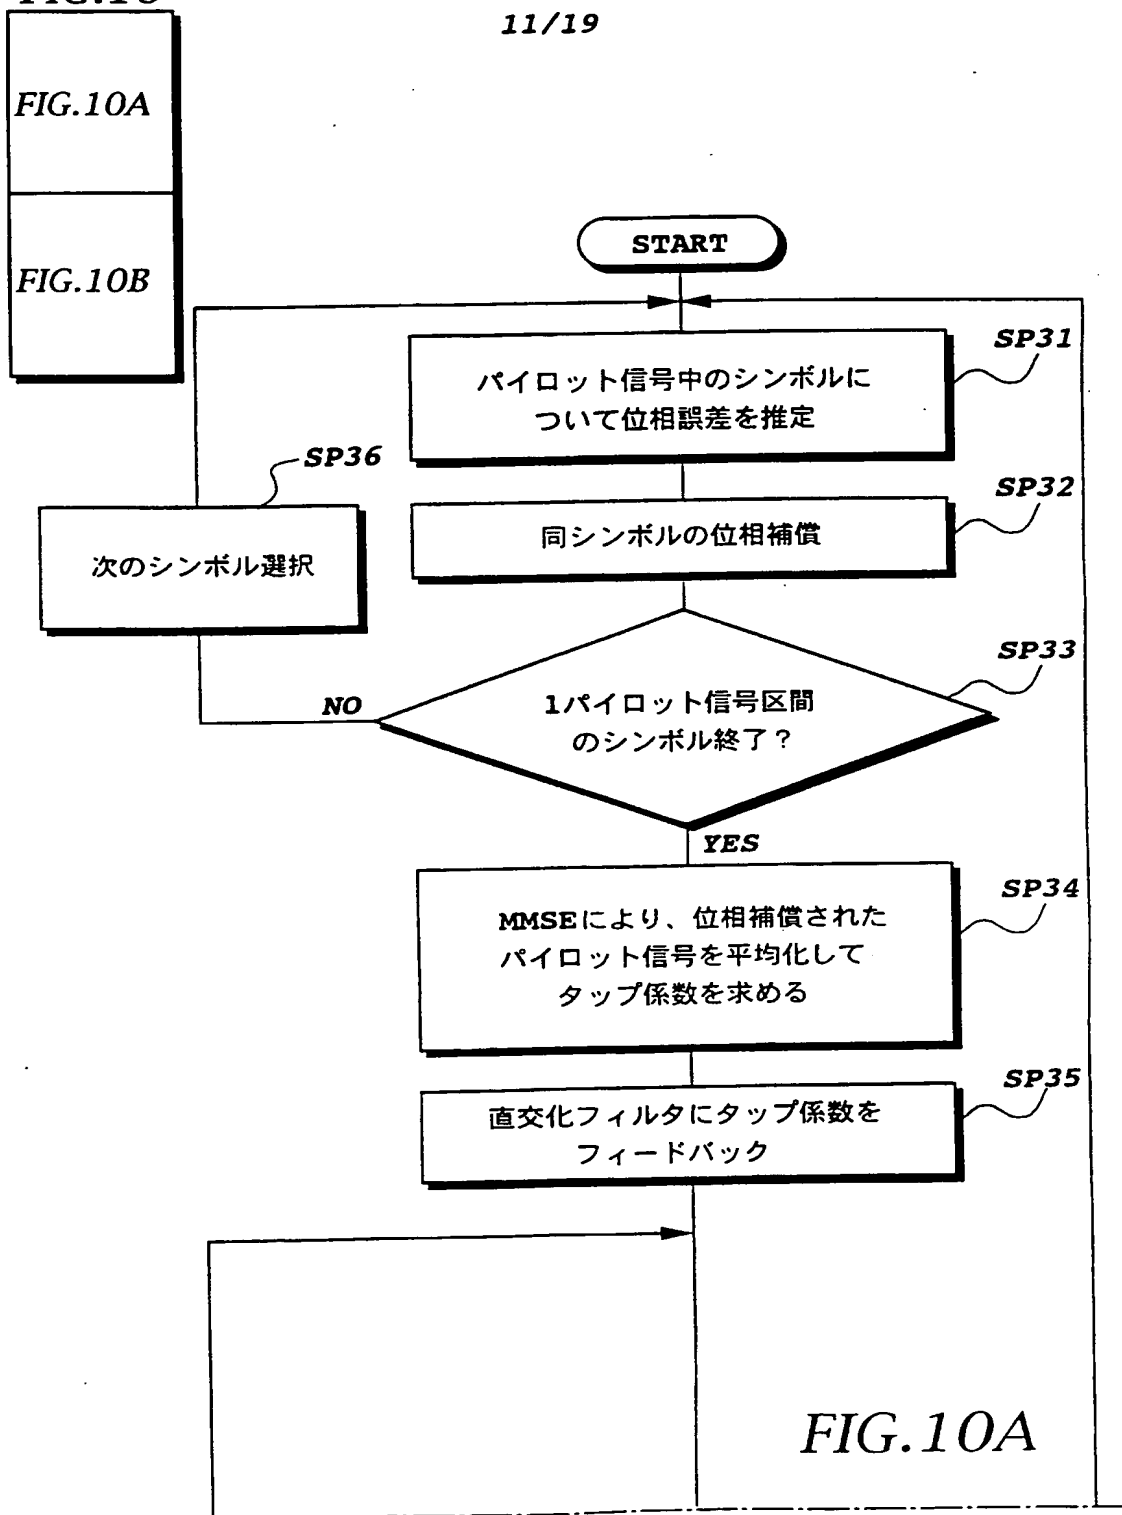 11/19
FIG.10A
FIG.10B
START
SP31
パイロット信号中のシンボルに
ついて位相誤差を推定
SP36
次のシンボル選択
SP32
同シンボルの位相補償
SP33
1パイロット信号区間
のシンボル終了?
NO
YES
SP34
MMSEにより、位相補償された
パイロット信号を平均化して
タップ係数を求める
SP35
直交化フィルタにタップ係数を
フィードバック
FIG.10A